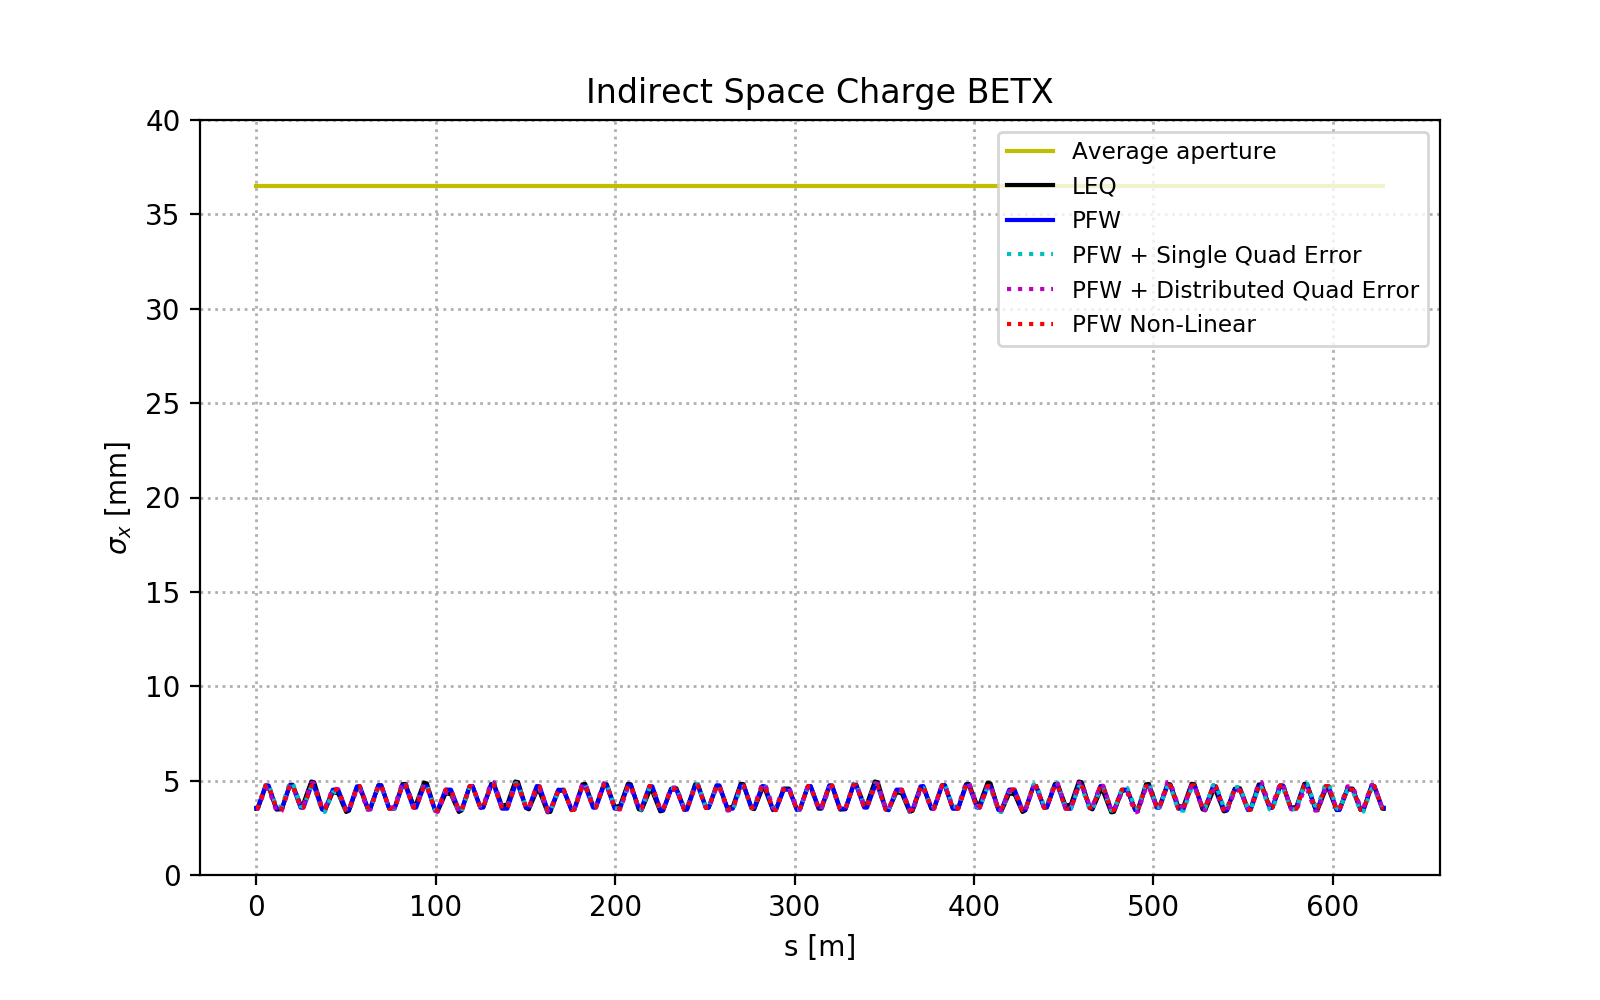 Indirect Space Charge BETX
40
35
30
25
20
15
10
5
0
σx [mm]
Average aperture
LEQ
PFW
PFW + Single Quad Error
PFW + Distributed Quad Error
PFW Non-Linear
0 100 200 300 400 500 600
s [m]